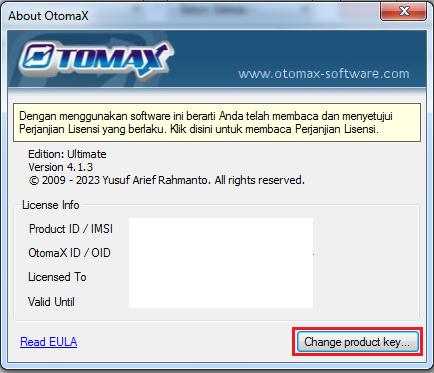 About OtomaX
OTOMAX
www.otomax-software.com
Dengan menggunakan software ini berarti Anda telah membaca dan menyetujui
Perjanjian Lisensi yang berlaku. Klik disini untuk membaca Perjanjian Lisensi.
Edition: Ultimate
Version 4.1.3
© 2009 - 2023 Yusuf Arief Rahmanto. All rights reserved.
License Info
Product ID / IMSI
OtomaX ID / OID
Licensed To
Valid Until
Read EULA
Change product key...